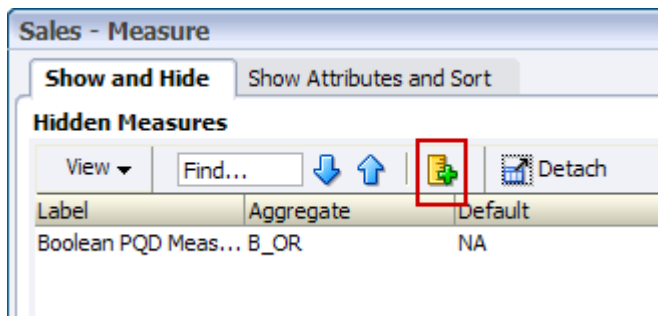 Sales - Measure
Show and Hide Show Attributes and Sort
Hidden Measures
View Find... Detach
Label Aggregate Default
Boolean PQD Meas... B_OR NA